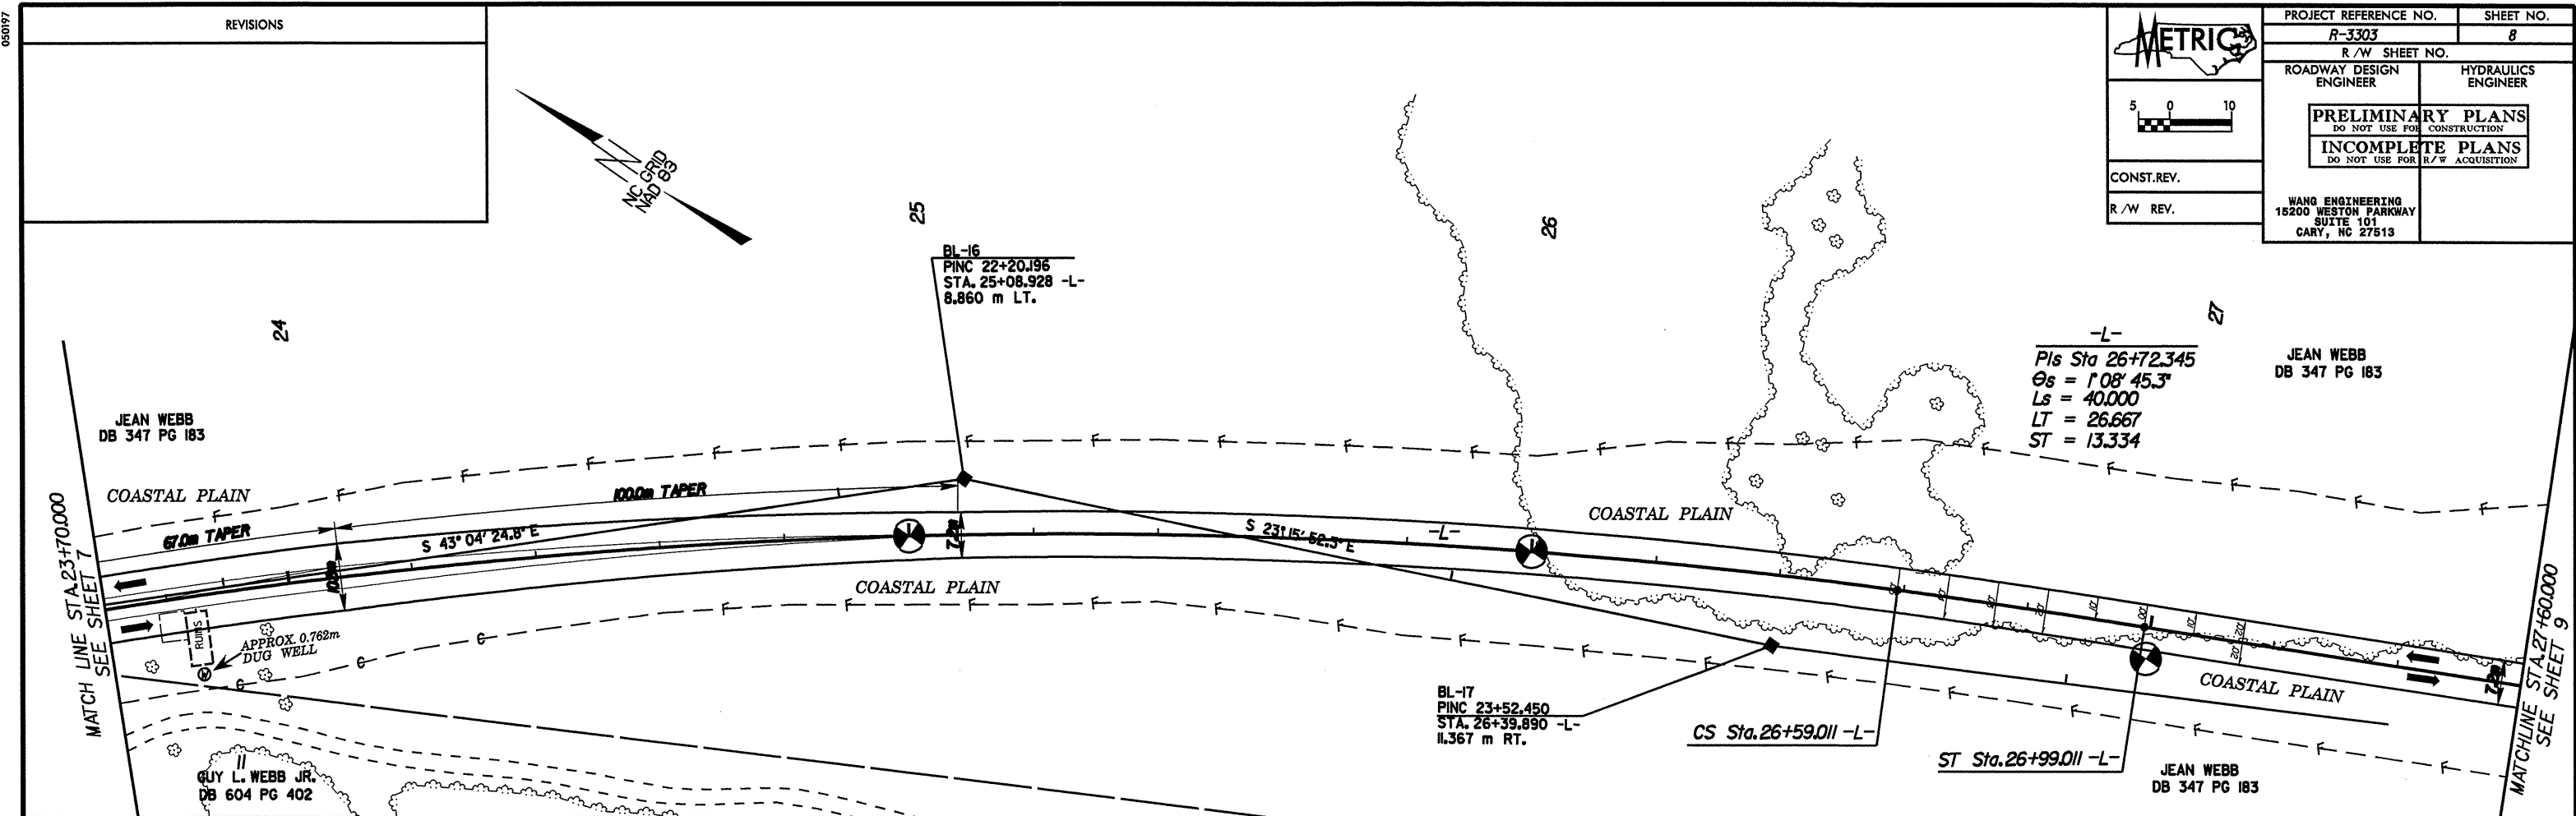 050197
REVISIONS
METRIC
5 0 10
CONST.REV.
R/W REV.
PROJECT REFERENCE NO.
R-3303
SHEET NO.
8
R/W SHEET NO.
ROADWAY DESIGN
ENGINEER
HYDRAULICS
ENGINEER
PRELIMINARY PLANS
DO NOT USE FOR CONSTRUCTION
INCOMPLETE PLANS
DO NOT USE FOR R/W ACQUISITION
WANG ENGINEERING
15200 WESTON PARKWAY
SUITE 101
CARY, NC 27513
NC GRID
NAD 83
24
25
26
27
BL-16
PINC 22+20.196
STA. 25+08.928 -L-
8.860 m LT.
-L-
PIs Sta 26+72.345
Θs = 1° 08' 45.3"
Ls = 40.000
LT = 26.667
ST = 13.334
JEAN WEBB
DB 347 PG 183
JEAN WEBB
DB 347 PG 183
COASTAL PLAIN
67.0m TAPER
100.0m TAPER
S 43° 04' 24.8" E
7.2m
S 23° 15' 52.3" E
-L-
COASTAL PLAIN
MATCH LINE STA.23+70.000
SEE SHEET 7
COASTAL PLAIN
RUINS
APPROX. 0.762m
DUG WELL
W
F F F F F F F F F F F F F F F F F F
C C C
F F F F F F F F F F F F F F
.02
.02
BL-17
PINC 23+52.450
STA. 26+39.890 -L-
11.367 m RT.
CS Sta.26+59.011 -L-
ST Sta.26+99.011 -L-
COASTAL PLAIN
7.2m
MATCHLINE STA.27+60.000
SEE SHEET 9
11
GUY L. WEBB JR.
DB 604 PG 402
JEAN WEBB
DB 347 PG 183